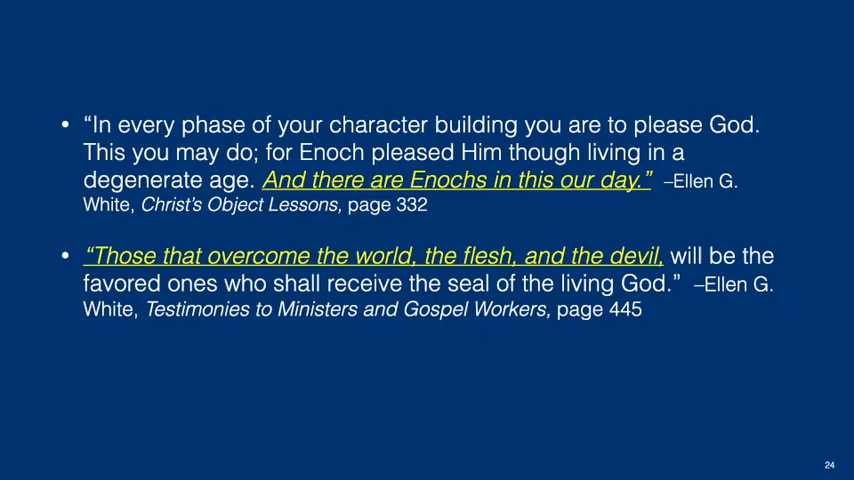 • “In every phase of your character building you are to please God.
This you may do; for Enoch pleased Him though living in a
degenerate age. And there are Enochs in this our day.” –Ellen G.
White, Christ’s Object Lessons, page 332
• “Those that overcome the world, the flesh, and the devil, will be the
favored ones who shall receive the seal of the living God.” –Ellen G.
White, Testimonies to Ministers and Gospel Workers, page 445
24